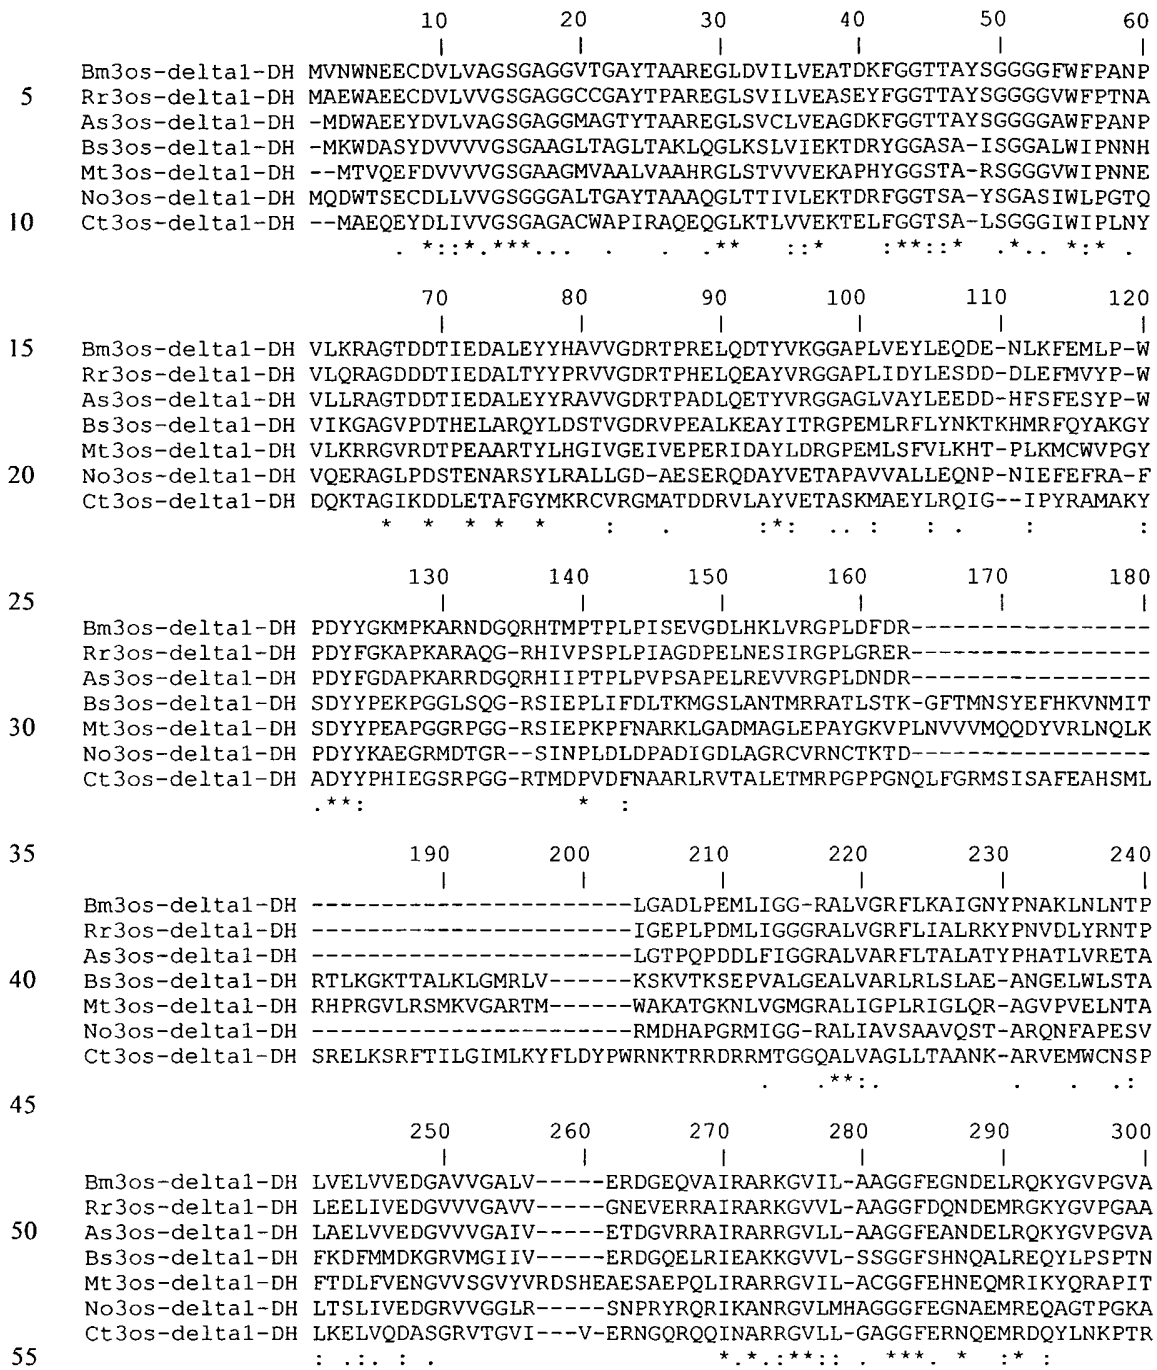 10 20 30 40 50 60
| | | | | |
Bm3os-delta1-DH MVNWNEECDVLVAGSGAGGVTGAYTAAREGLDVILVEATDKFGGTTAYSGGGGFWFPANP
5 Rr3os-delta1-DH MAEWAEECDVLVVGSGAGGCCGAYTPAREGLSVILVEASEYFGGTTAYSGGGGVWFPTNA
As3os-delta1-DH -MDWAEEYDVLVAGSGAGGMAGTYTAAREGLSVCLVEAGDKFGGTTAYSGGGGAWFPANP
Bs3os-delta1-DH -MKWDASYDVVVVGSGAAGLTAGLTAKLQGLKSLVIEKTDRYGGASA-ISGGALWIPNNH
Mt3os-delta1-DH --MTVQEFDVVVVGSGAAGMVAALVAAHRGLSTVVVEKAPHYGGSTA-RSGGGVWIPNNE
No3os-delta1-DH MQDWTSECDLLVVGSGGGALTGAYTAAAQGLTTIVLEKTDRFGGTSA-YSGASIWLPGTQ
10 Ct3os-delta1-DH --MAEQEYDLIVVGSGAGACWAPIRAQEQGLKTLVVEKTELFGGTSA-LSGGGIWIPLNY
. *::*.***... . . .** ::* :**::* .*.. *:* .
70 80 90 100 110 120
| | | | | |
15 Bm3os-delta1-DH VLKRAGTDDTIEDALEYYHAVVGDRTPRELQDTYVKGGAPLVEYLEQDE-NLKFEMLP-W
Rr3os-delta1-DH VLQRAGDDDTIEDALTYYPRVVGDRTPHELQEAYVRGGAPLIDYLESDD-DLEFMVYP-W
As3os-delta1-DH VLLRAGTDDTIEDALEYYRAVVGDRTPADLQETYVRGGAGLVAYLEEDD-HFSFESYP-W
Bs3os-delta1-DH VIKGAGVPDTHELARQYLDSTVGDRVPEALKEAYITRGPEMLRFLYNKTKHMRFQYAKGY
Mt3os-delta1-DH VLKRRGVRDTPEAARTYLHGIVGEIVEPERIDAYLDRGPEMLSFVLKHT-PLKMCWVPGY
20 No3os-delta1-DH VQERAGLPDSTENARSYLRALLGD-AESERQDAYVETAPAVVALLEQNP-NIEFEFRA-F
Ct3os-delta1-DH DQKTAGIKDDLETAFGYMKRCVRGMATDDRVLAYVETASKMAEYLRQIG--IPYRAMAKY
* * * * * : . :*: .. : : . : :
130 140 150 160 170 180
25 | | | | | |
Bm3os-delta1-DH PDYYGKMPKARNDGQRHTMPTPLPISEVGDLHKLVRGPLDFDR-----------------
Rr3os-delta1-DH PDYFGKAPKARAQG-RHIVPSPLPIAGDPELNESIRGPLGRER-----------------
As3os-delta1-DH PDYFGDAPKARRDGQRHIIPTPLPVPSAPELREVVRGPLDNDR-----------------
Bs3os-delta1-DH SDYYPEKPGGLSQG-RSIEPLIFDLTKMGSLANTMRRATLSTK-GFTMNSYEFHKVNMIT
30 Mt3os-delta1-DH SDYYPEAPGGRPGG-RSIEPKPFNARKLGADMAGLEPAYGKVPLNVVVMQQDYVRLNQLK
No3os-delta1-DH PDYYKAEGRMDTGR--SINPLDLDPADIGDLAGRCVRNCTKTD-----------------
Ct3os-delta1-DH ADYYPHIEGSRPGG-RTMDPVDFNAARLRVTALETMRPGPPGNQLFGRMSISAFEAHSML
.**: * :
35 190 200 210 220 230 240
| | | | | |
Bm3os-delta1-DH -----------------------LGADLPEMLIGG-RALVGRFLKAIGNYPNAKLNLNTP
Rr3os-delta1-DH -----------------------IGEPLPDMLIGGGRALVGRFLIALRKYPNVDLYRNTP
As3os-delta1-DH -----------------------LGTPQPDDLFIGGRALVARFLTALATYPHATLVRETA
40 Bs3os-delta1-DH RTLKGKTTALKLGMRLV------KSKVTKSEPVALGEALVARLRLSLAE-ANGELWLSTA
Mt3os-delta1-DH RHPRGVLRSMKVGARTM------WAKATGKNLVGMGRALIGPLRIGLQR-AGVPVELNTA
No3os-delta1-DH -----------------------RMDHAPGRMIGG-RALIAVSAAVQST-ARQNFAPESV
Ct3os-delta1-DH SRELKSRFTILGIMLKYFLDYPWRNKTRRDRRMTGGQALVAGLLTAANK-ARVEMWCNSP
. .**:. . . .:
45 250 260 270 280 290 300
| | | | | |
Bm3os-delta1-DH LVELVVEDGAVVGALV-----ERDGEQVAIRARKGVIL-AAGGFEGNDELRQKYGVPGVA
Rr3os-delta1-DH LEELIVEDGVVVGAVV-----GNEVERRAIRARKGVVL-AAGGFDQNDEMRGKYGVPGAA
50 As3os-delta1-DH LAELVVEDGVVVGAIV-----ETDGVRRAIRARRGVLL-AAGGFEANDELRQKYGVPGVA
Bs3os-delta1-DH FKDFMMDKGRVMGIIV-----ERDGQELRIEAKKGVVL-SSGGFSHNQALREQYLPSPTN
Mt3os-delta1-DH FTDLFVENGVVSGVYVRDSHEAESAEPQLIRARRGVIL-ACGGFEHNEQMRIKYQRAPIT
No3os-delta1-DH LTSLIVEDGRVVGGLR-----SNPRYRQRIKANRGVLMHAGGGFEGNAEMREQAGTPGKA
Ct3os-delta1-DH LKELVQDASGRVTGVI---V-ERNGQRQQINARRGVLL-GAGGFERNQEMRDQYLNKPTR
55 : .: : . *.*.:**:: . ***. * :* :